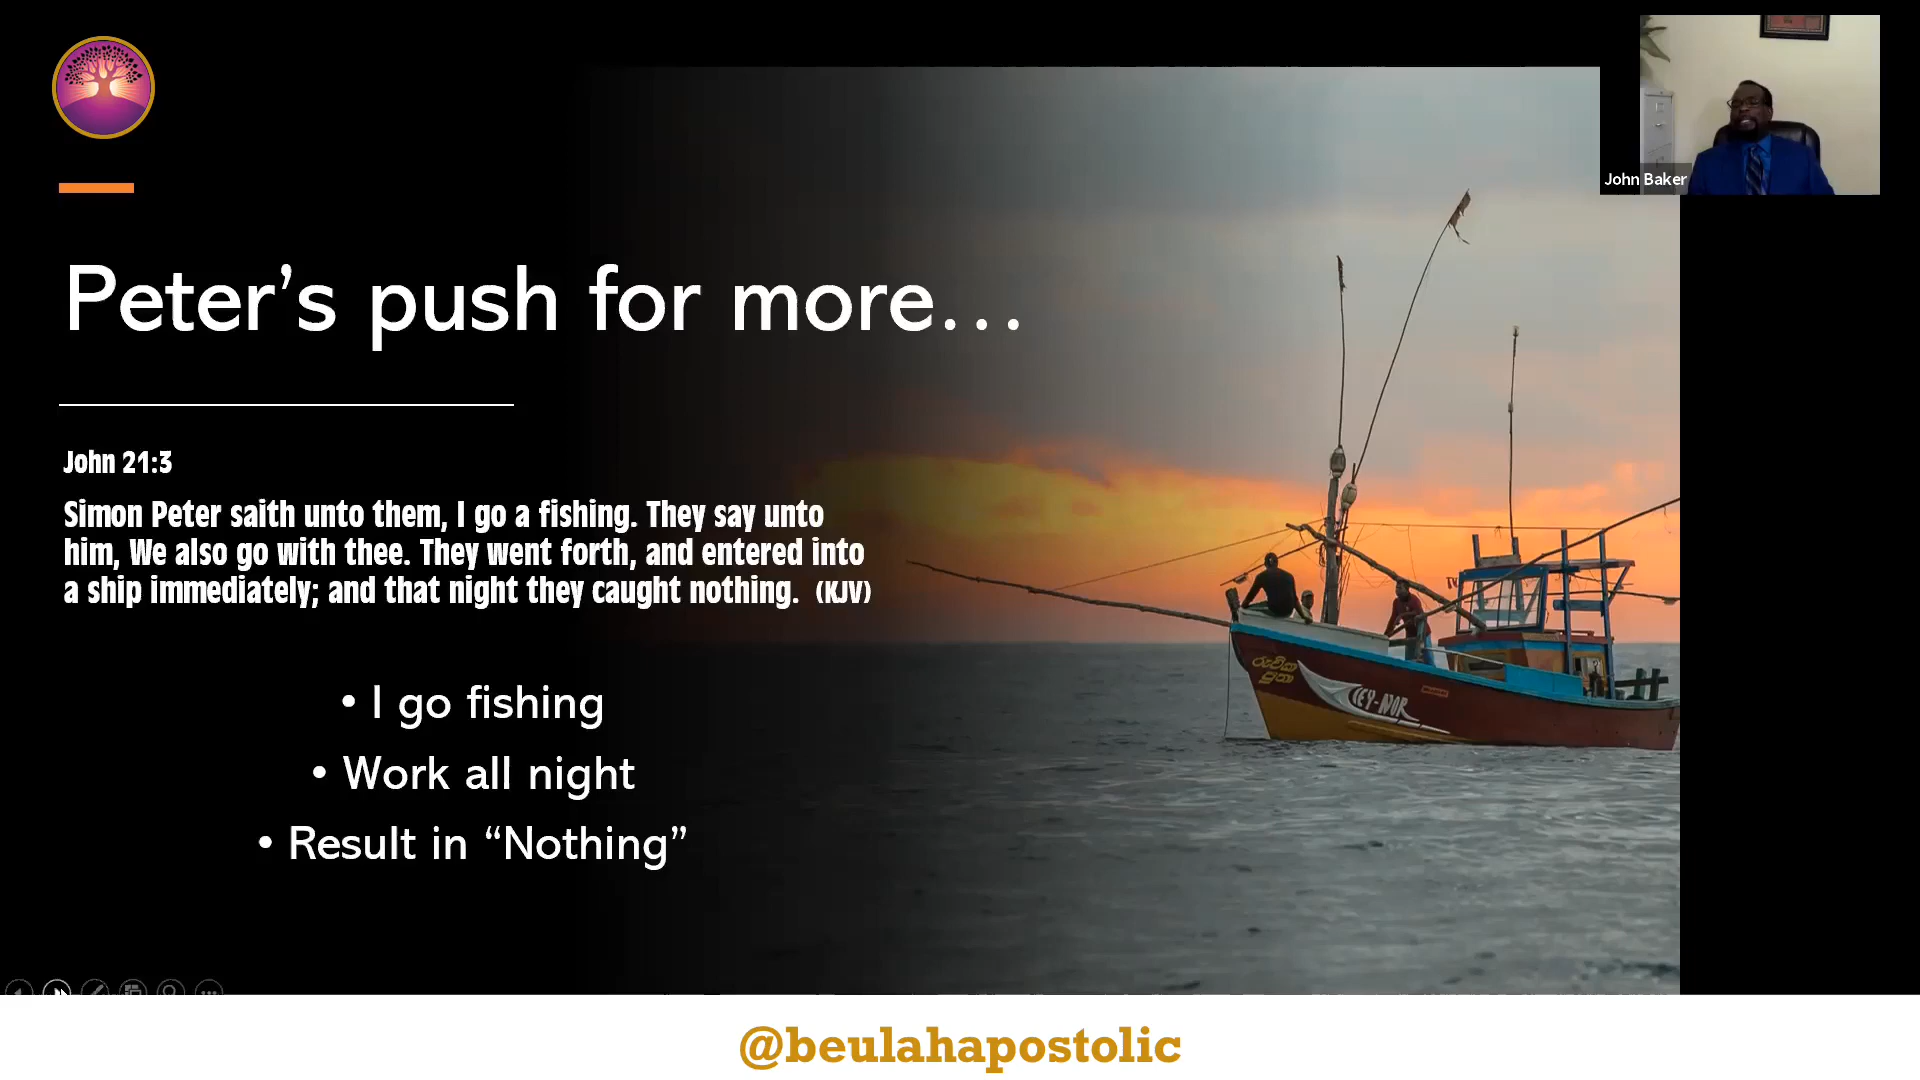 John Baker
Peter's push for more...
John 21:3
Simon Peter saith unto them, I go a fishing. They say unto
him, We also go with thee. They went forth, and entered into
a ship immediately; and that night they caught nothing. (KJV)
• I go fishing
• Work all night
• Result in “Nothing”
@beulahapostolic